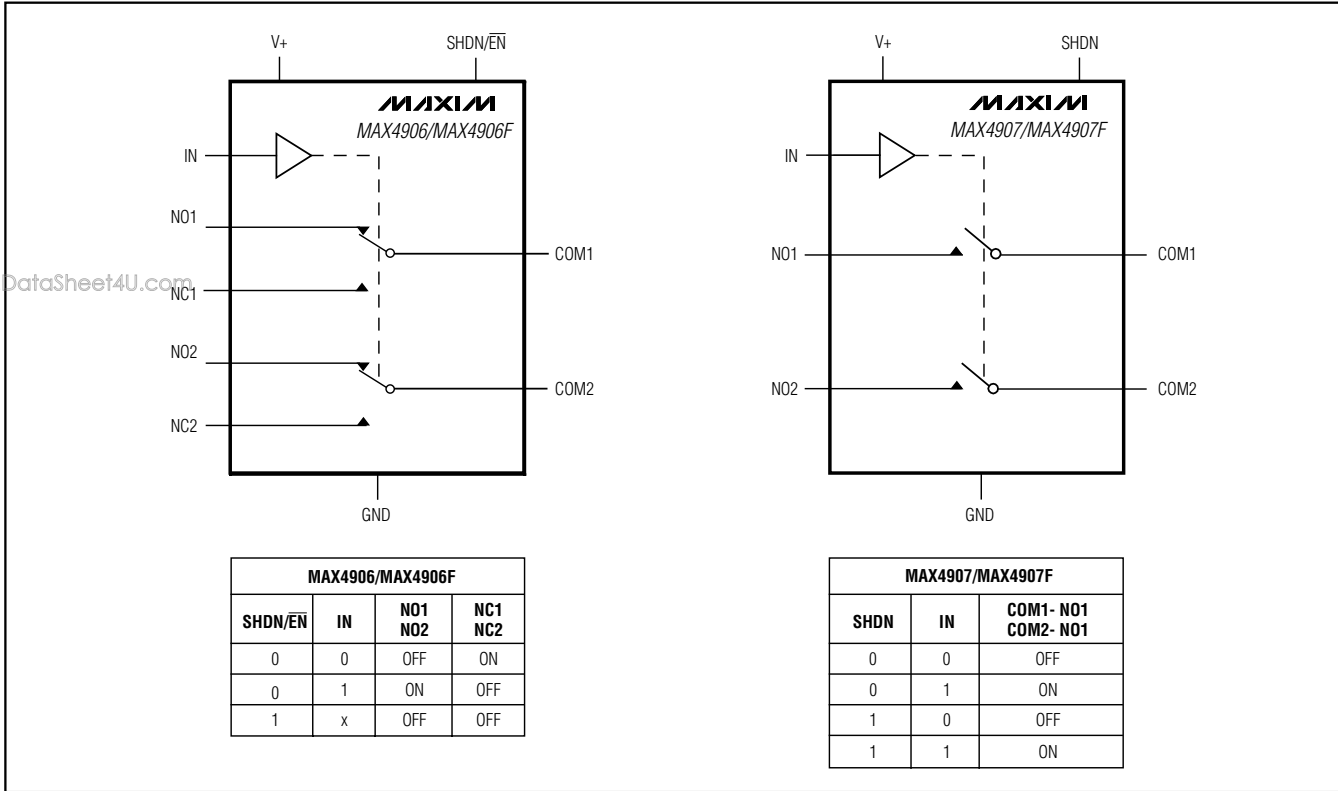 V+
SHDN/EN
MAXIM
MAX4906/MAX4906F
IN
NO1
COM1
NC1
NO2
COM2
NC2
GND
V+
SHDN
MAXIM
MAX4907/MAX4907F
IN
NO1
COM1
NO2
COM2
GND
DataSheet4U.com
MAX4906/MAX4906F
SHDN/EN IN NO1 NO2 NC1 NC2
0 0 OFF ON
0 1 ON OFF
1 x OFF OFF
MAX4907/MAX4907F
SHDN IN COM1- NO1 COM2- NO1
0 0 OFF
0 1 ON
1 0 OFF
1 1 ON